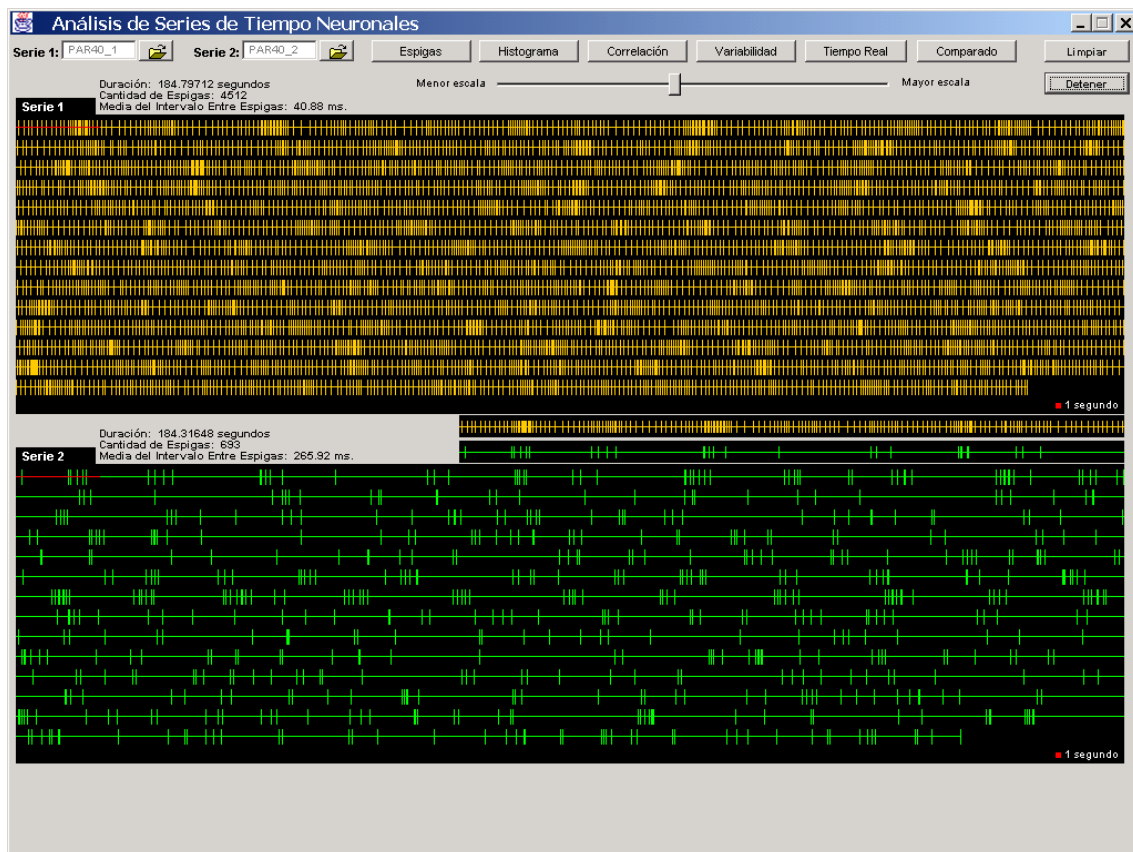 Análisis de Series de Tiempo Neuronales
Serie 1: PAR40_1 Serie 2: PAR40_2 Espigas Histograma Correlación Variabilidad Tiempo Real Comparado Limpiar
Menor escala Mayor escala Detener
Duración: 184.79712 segundos
Cantidad de Espigas: 4512
Serie 1 Media del Intervalo Entre Espigas: 40.88 ms.
1 segundo
Duración: 184.31648 segundos
Cantidad de Espigas: 693
Serie 2 Media del Intervalo Entre Espigas: 265.92 ms.
1 segundo